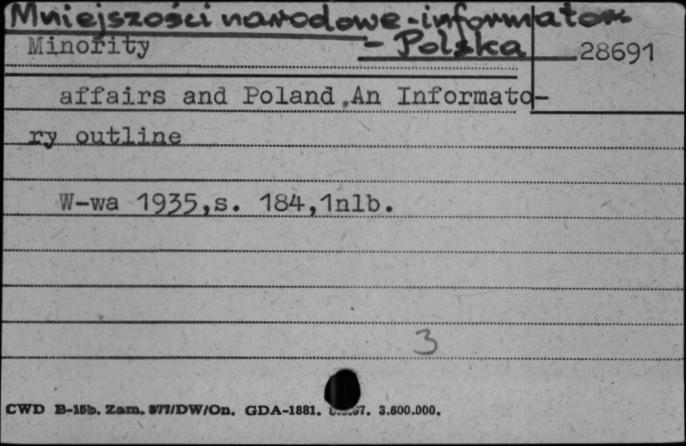 Mniejszości narodowe - informator
- Polska
Minority 28691
affairs and Poland.An Informato-
ry outline
W-wa 1935,s. 184,1nlb.
3
CWD B-15b. Zam. 977/DW/On. GDA-1881. 3.600.000.